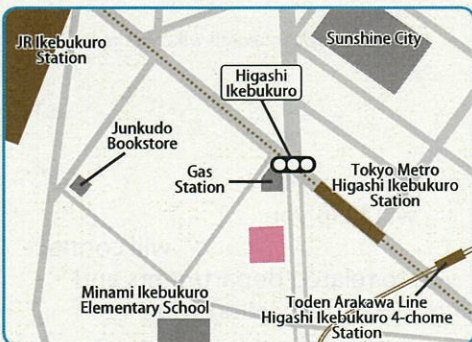 JR Ikebukuro
Station
Sunshine City
Higashi
Ikebukuro
Junkudo
Bookstore
Gas
Station
Tokyo Metro
Higashi Ikebukuro
Station
Minami Ikebukuro
Elementary School
Toden Arakawa Line
Higashi Ikebukuro 4-chome
Station